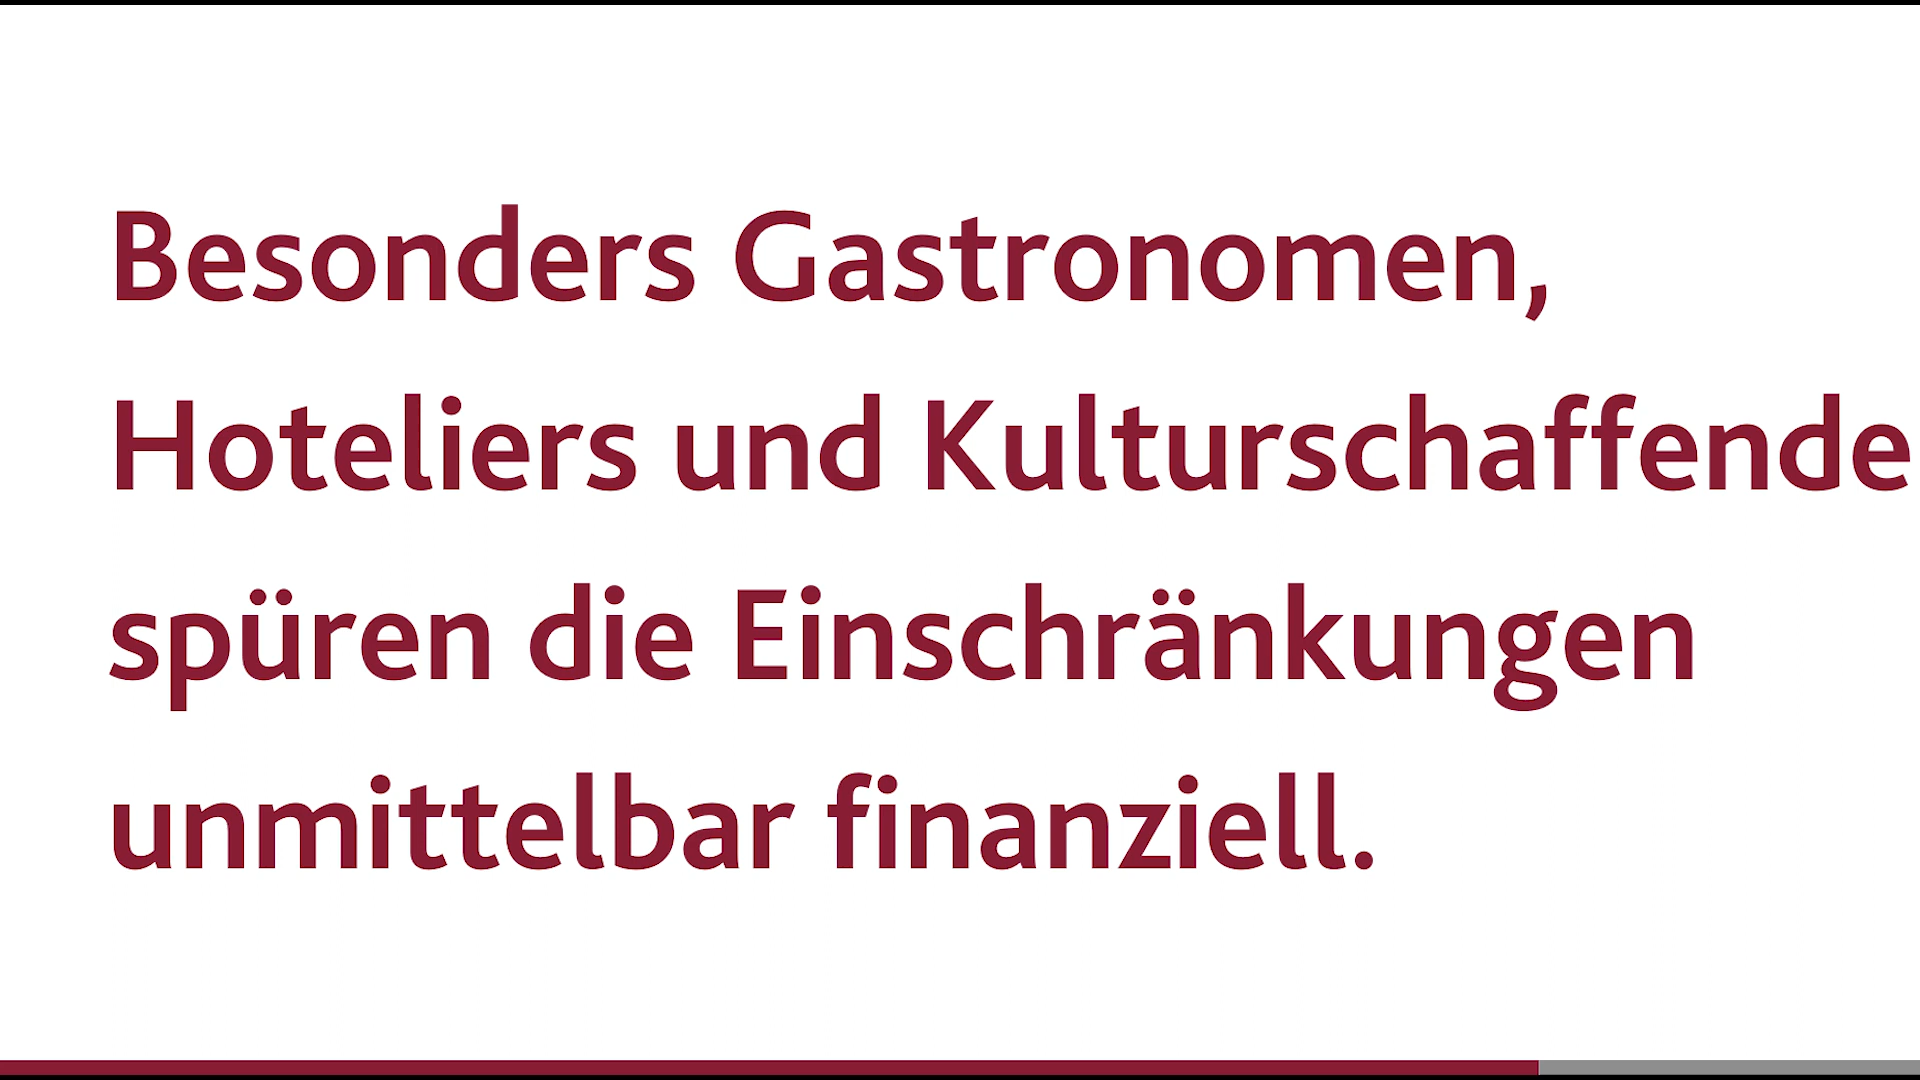 Besonders Gastronomen,
Hoteliers und Kulturschaffende
spüren die Einschränkungen
unmittelbar finanziell.